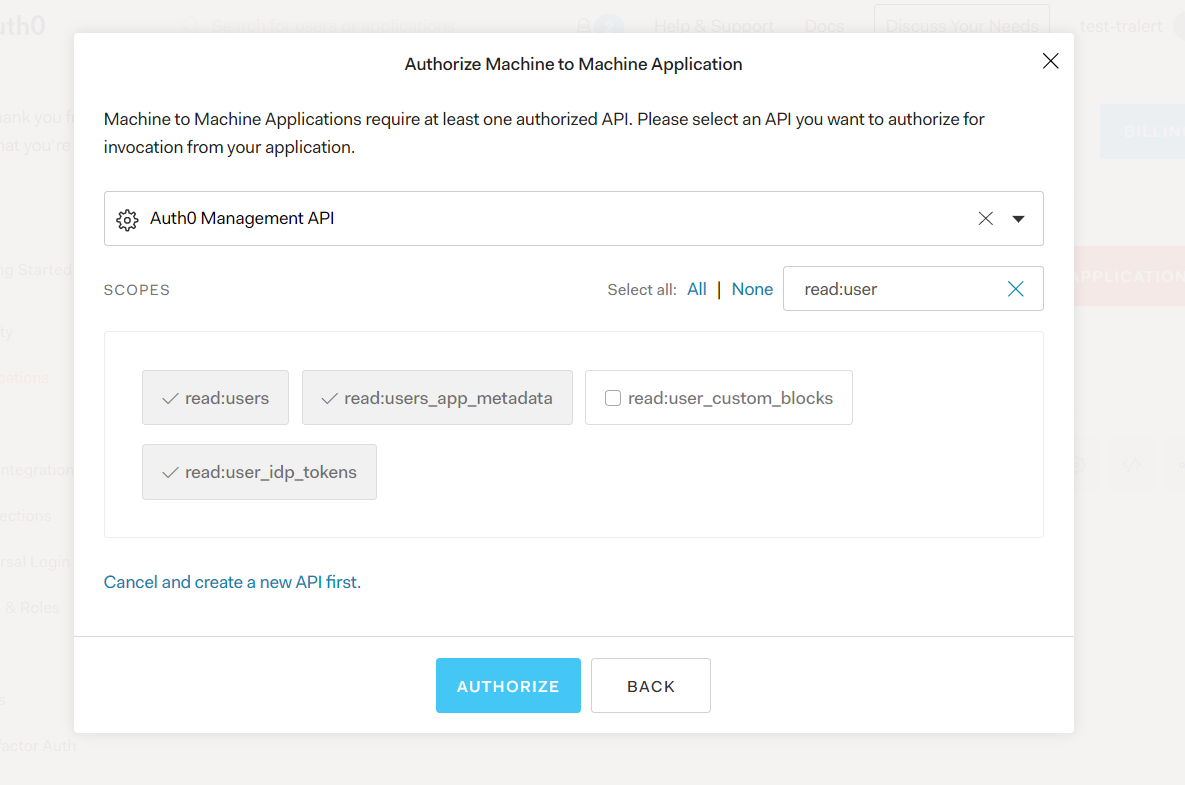 uth0
Search for users or applications
Help & Support
Docs
Discuss Your Needs
test-tralert
Authorize Machine to Machine Application
ank you f
Machine to Machine Applications require at least one authorized API. Please select an API you want to authorize for
BILLIN
hat you're
invocation from your application.
Auth0 Management API
ng Started
APPLICATION
SCOPES
Select all: All | None
read:user
ty
cations
read:users
read:users_app_metadata
read:user_custom_blocks
ntegration
read:user_idp_tokens
ections
rsal Login
Cancel and create a new API first.
& Roles
AUTHORIZE
BACK
s
factor Auth